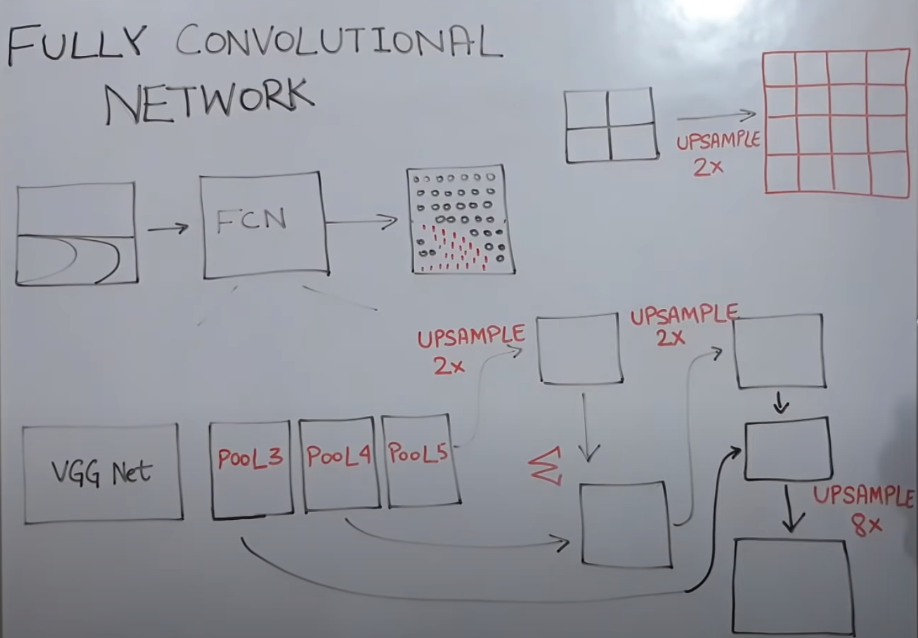 FULLY CONVOLUTIONAL
NETWORK
UPSAMPLE
2x
FCN
UPSAMPLE
2x
UPSAMPLE
2x
VGG Net
POOL3
POOL4
POOL5
Σ
UPSAMPLE
8x